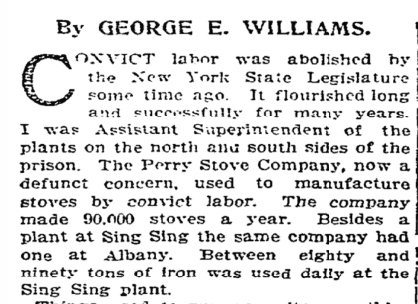 By GEORGE E. WILLIAMS.
CONVICT labor was abolished by
the New York State Legislature
some time ago. It flourished long
and successfully for many years.
I was Assistant Superintendent of the
plants on the north and south sides of the
prison. The Perry Stove Company, now a
defunct concern, used to manufacture
stoves by convict labor. The company
made 90,000 stoves a year. Besides a
plant at Sing Sing the same company had
one at Albany. Between eighty and
ninety tons of iron was used daily at the
Sing Sing plant.